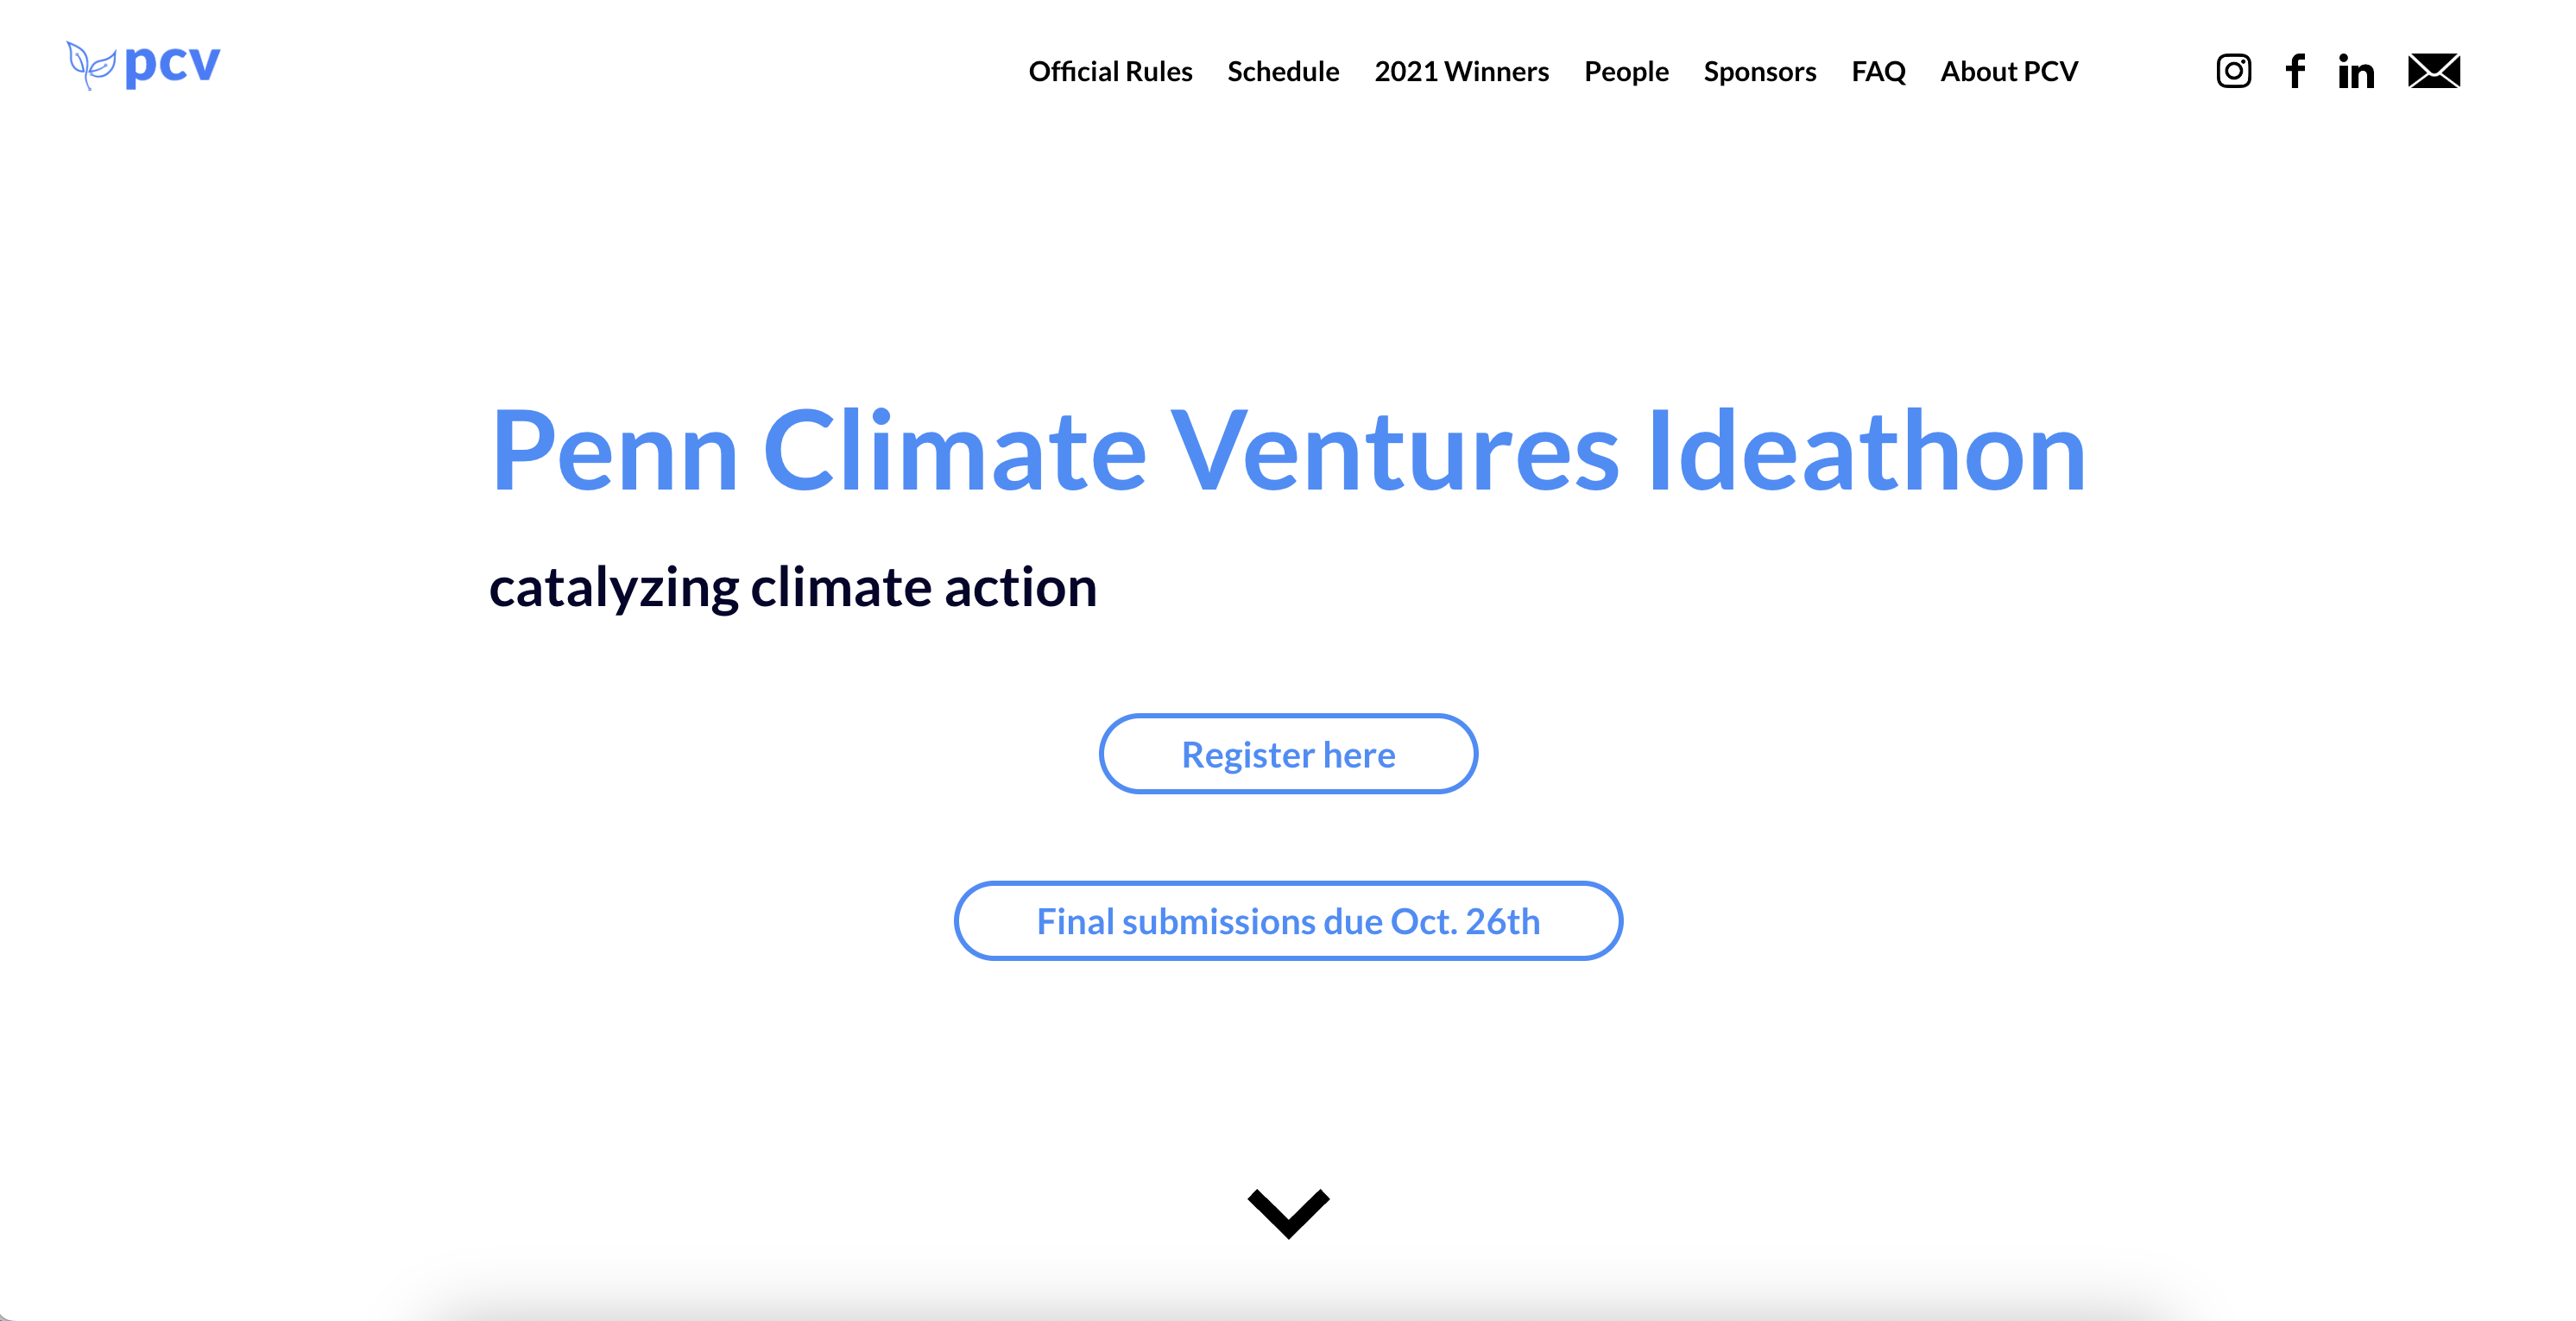 pcv
Official Rules Schedule 2021 Winners People Sponsors FAQ About PCV
Penn Climate Ventures Ideathon
catalyzing climate action
Register here
Final submissions due Oct. 26th